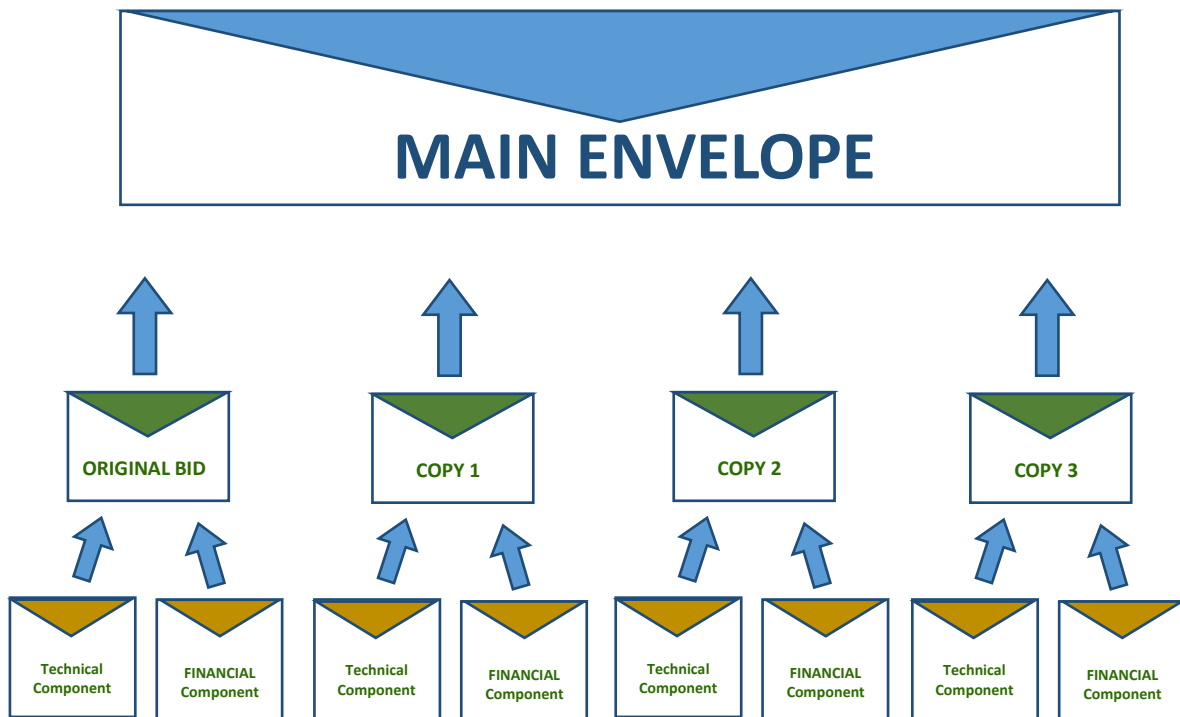 MAIN ENVELOPE
ORIGINAL BID
COPY 1
COPY 2
COPY 3
Technical
Component
FINANCIAL
Component
Technical
Component
FINANCIAL
Component
Technical
Component
FINANCIAL
Component
Technical
Component
FINANCIAL
Component